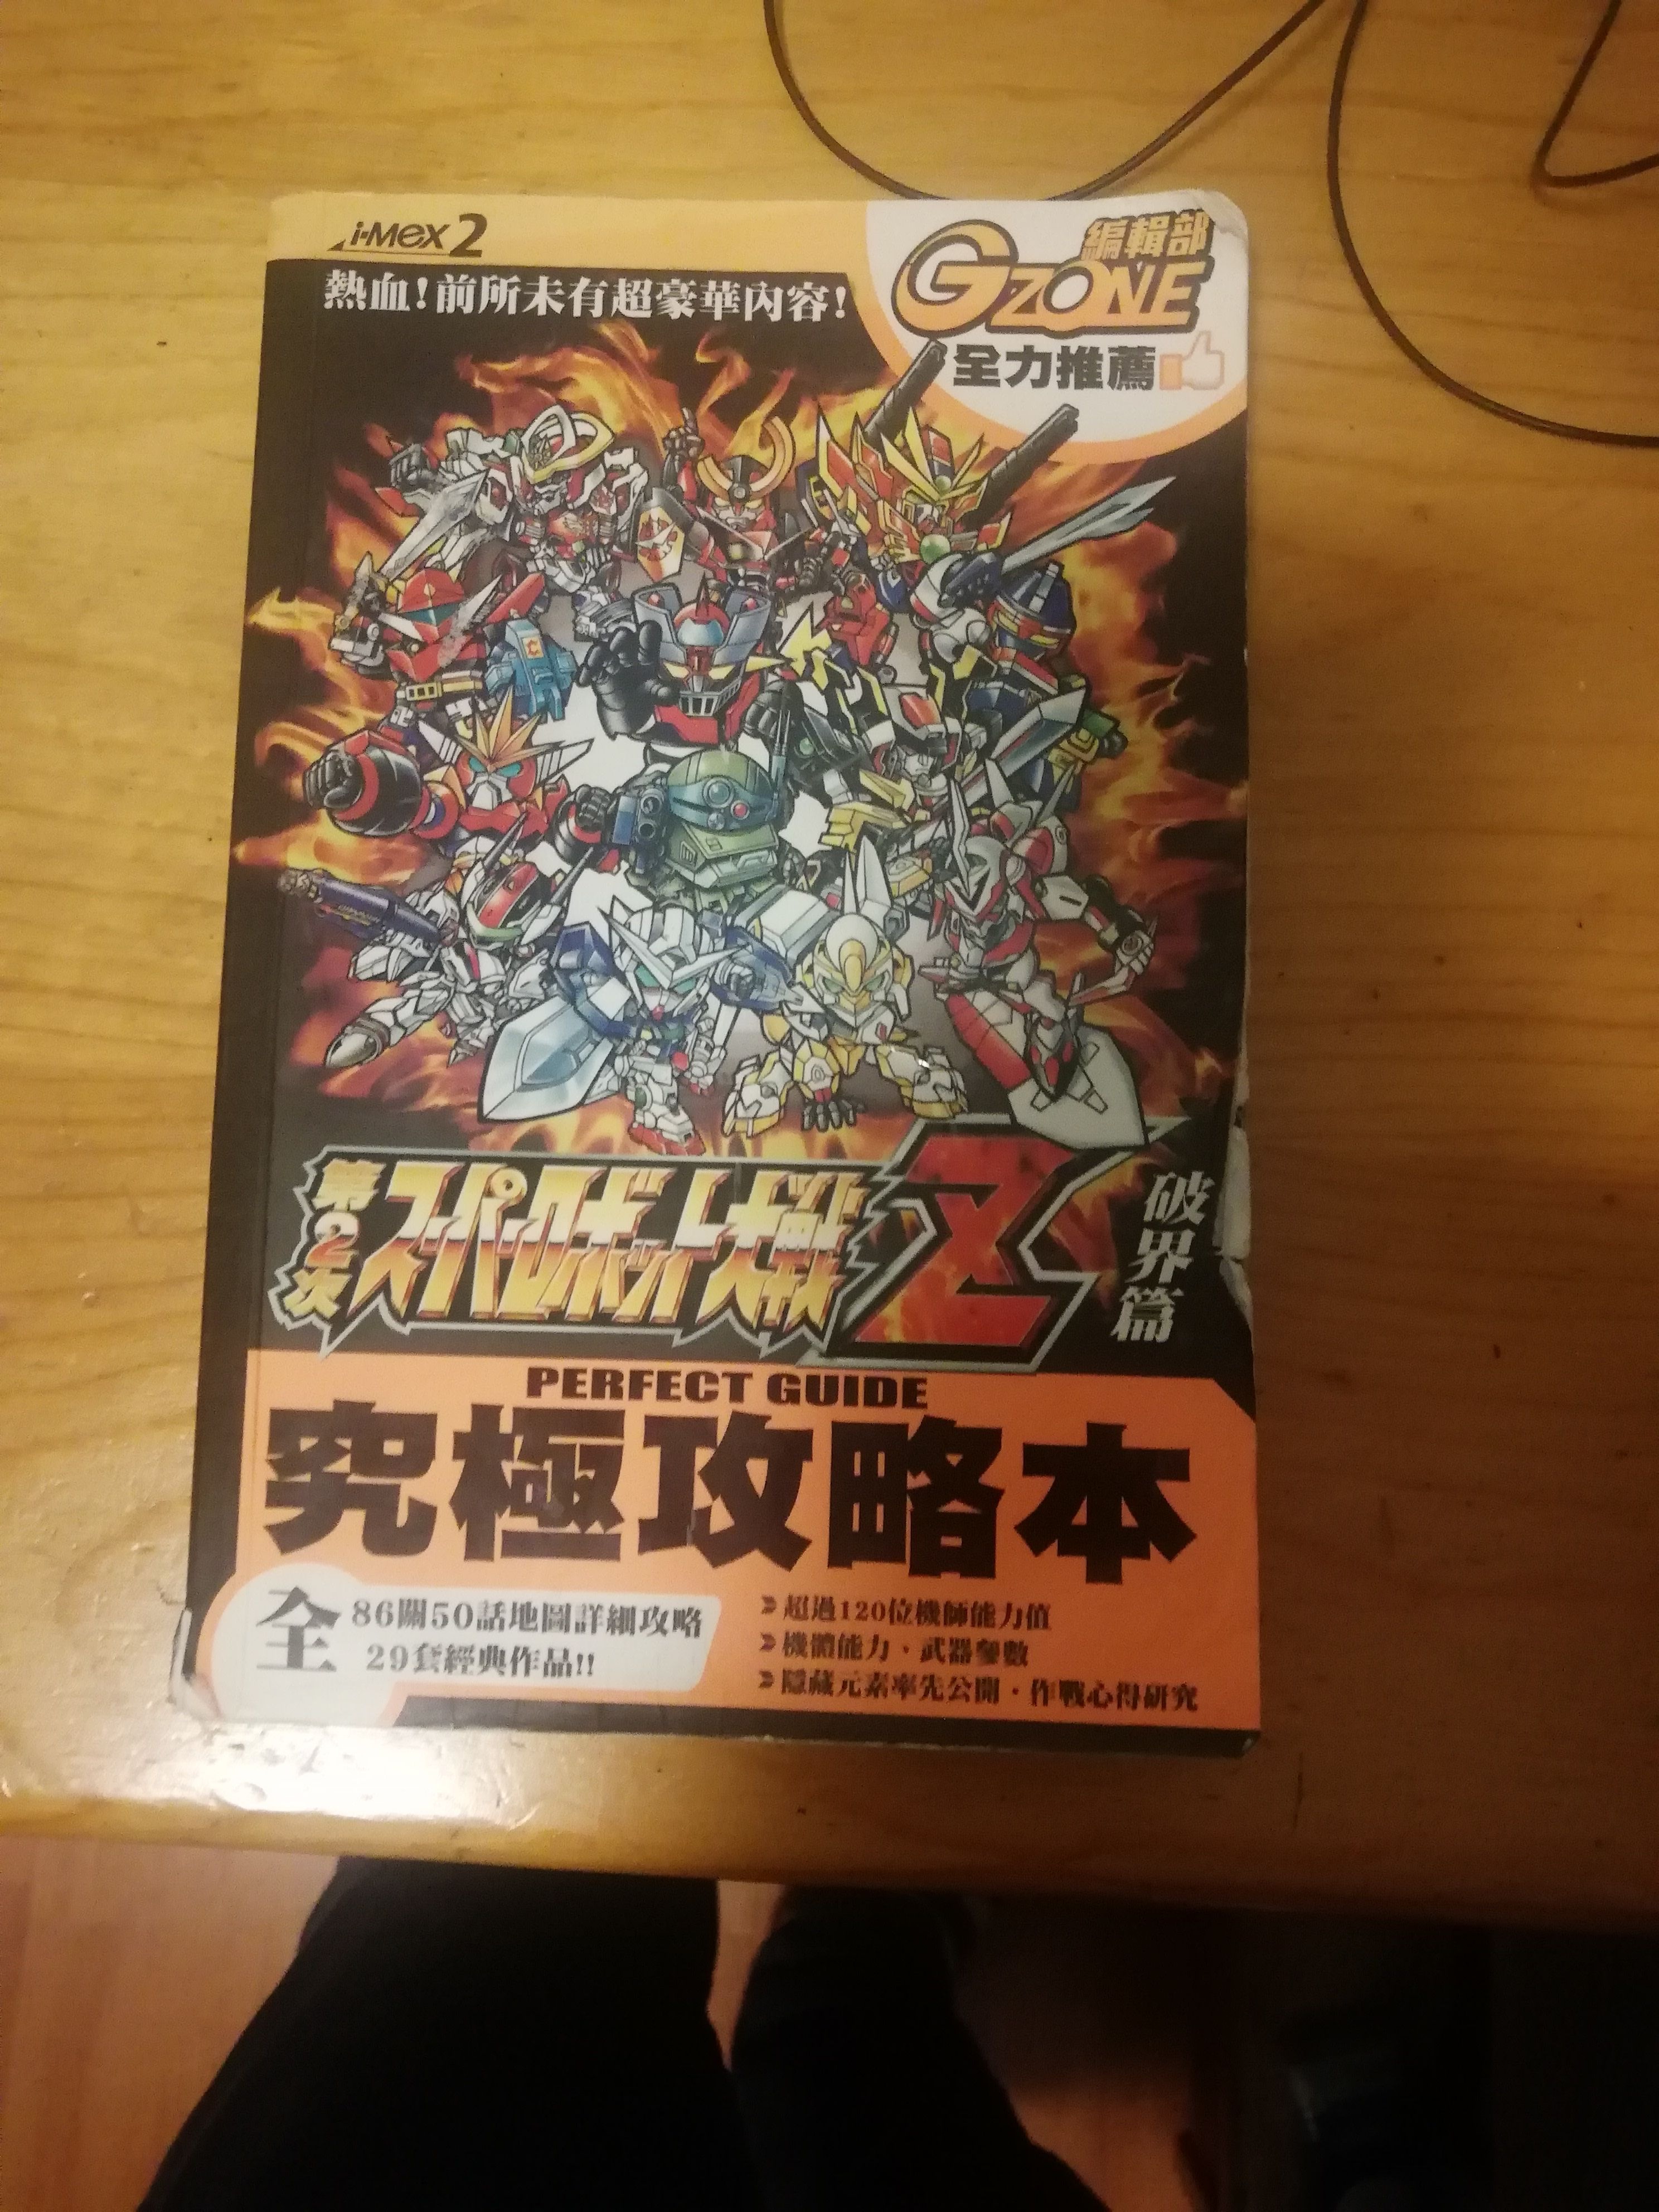 i-Mex2
編輯部
GZONE
全力推薦
熱血!前所未有超豪華內容!
第2次スーパーロボット大戦Z
破界篇
PERFECT GUIDE
究極攻略本
全86關50話地圖詳細攻略
29套經典作品!!
超過120位機師能力值
機體能力、武器參數
隱藏元素率先公開·作戰心得研究